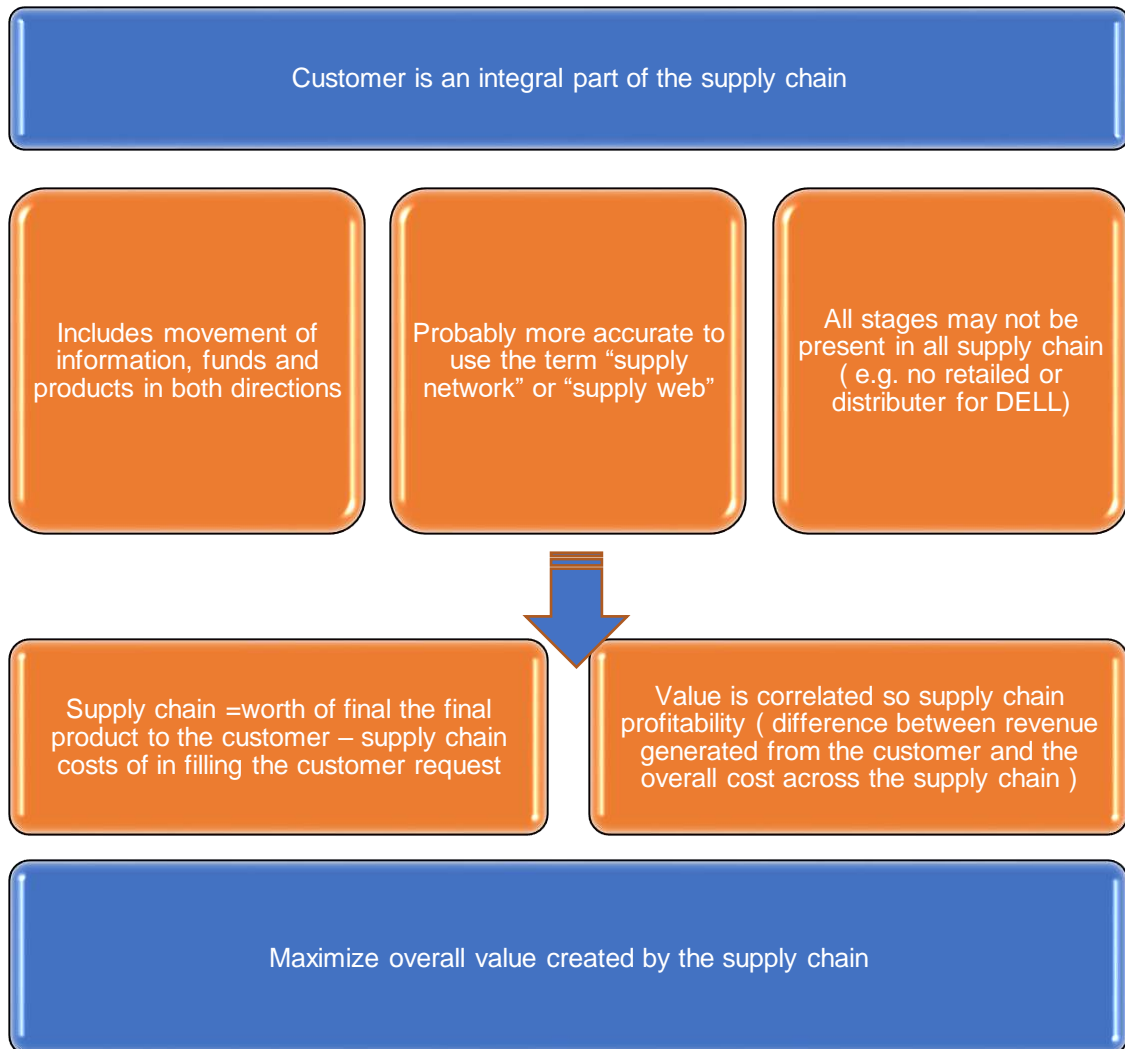 Customer is an integral part of the supply chain
Includes movement of
information, funds and
products in both directions
Probably more accurate to
use the term “supply
network” or “supply web”
All stages may not be
present in all supply chain
( e.g. no retailed or
distributer for DELL)
Supply chain =worth of final the final
product to the customer – supply chain
costs of in filling the customer request
Value is correlated so supply chain
profitability ( difference between revenue
generated from the customer and the
overall cost across the supply chain )
Maximize overall value created by the supply chain